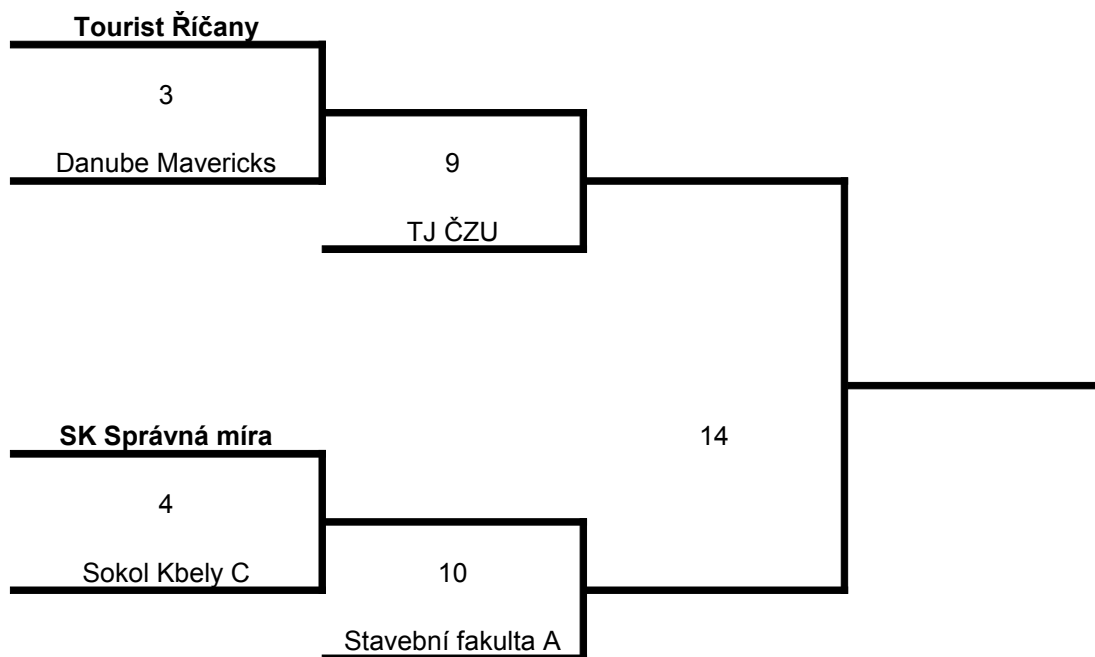 Tourist Říčany
3
Danube Mavericks
9
TJ ČZU
SK Správná míra
14
4
Sokol Kbely C
10
Stavební fakulta A